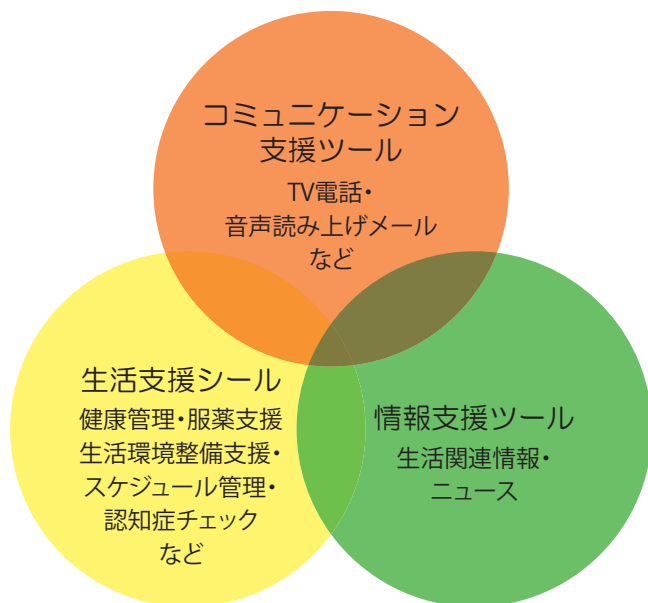 コミュニケーション
支援ツール
TV電話・
音声読み上げメール
など
生活支援シール
健康管理・服薬支援
生活環境整備支援・
スケジュール管理・
認知症チェック
など
情報支援ツール
生活関連情報・
ニュース